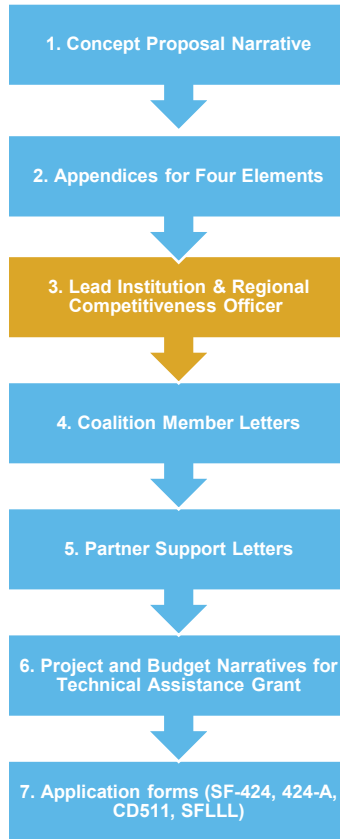 1. Concept Proposal Narrative
2. Appendices for Four Elements
3. Lead Institution & Regional
Competitiveness Officer
4. Coalition Member Letters
5. Partner Support Letters
6. Project and Budget Narratives for
Technical Assistance Grant
7. Application forms (SF-424, 424-A,
CD511, SFLLL)